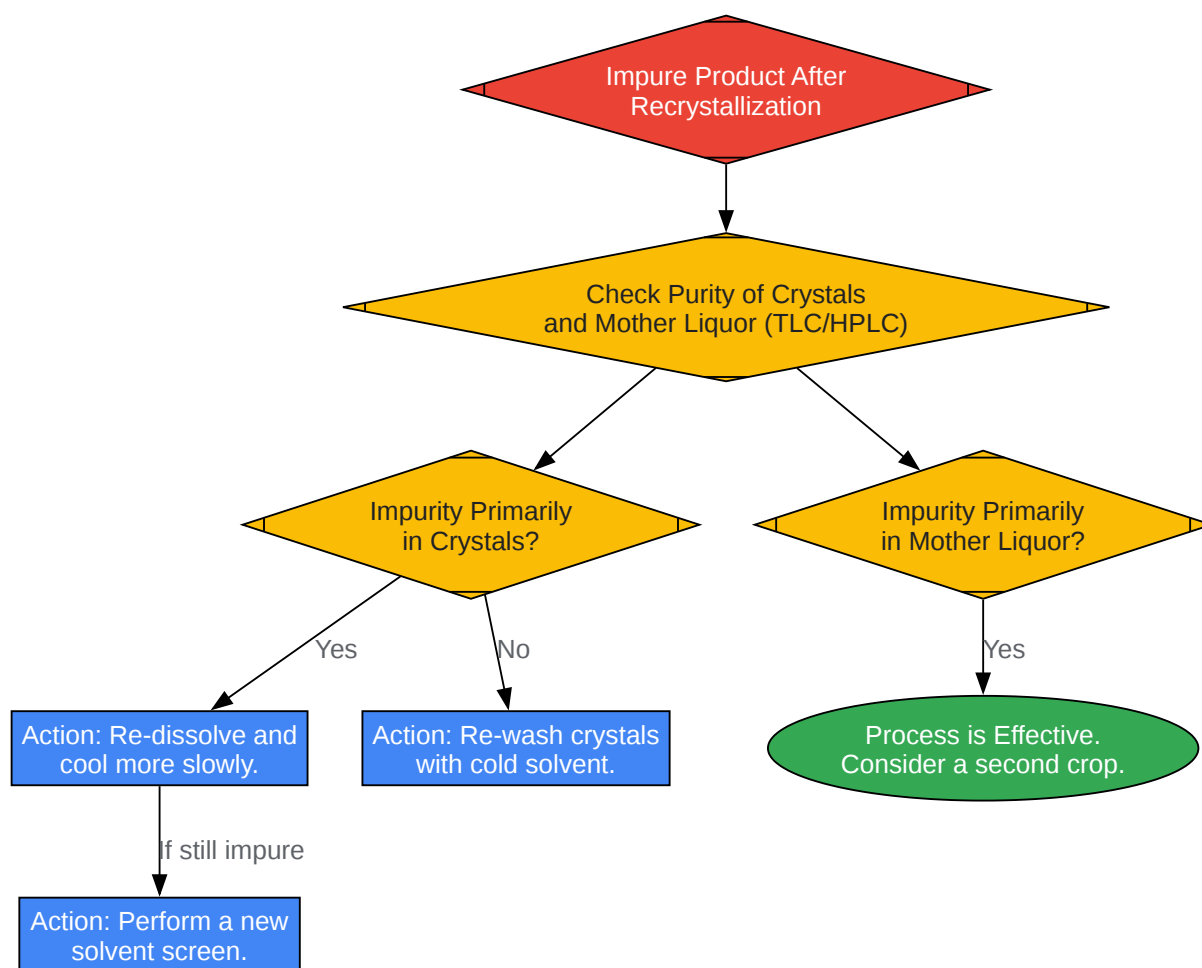 Impure Product After
Recrystallization
Check Purity of Crystals
and Mother Liquor (TLC/HPLC)
Impurity Primarily
in Crystals?
Impurity Primarily
in Mother Liquor?
Yes
No
Yes
Action: Re-dissolve and
cool more slowly.
Action: Re-wash crystals
with cold solvent.
Process is Effective.
Consider a second crop.
If still impure
Action: Perform a new
solvent screen.